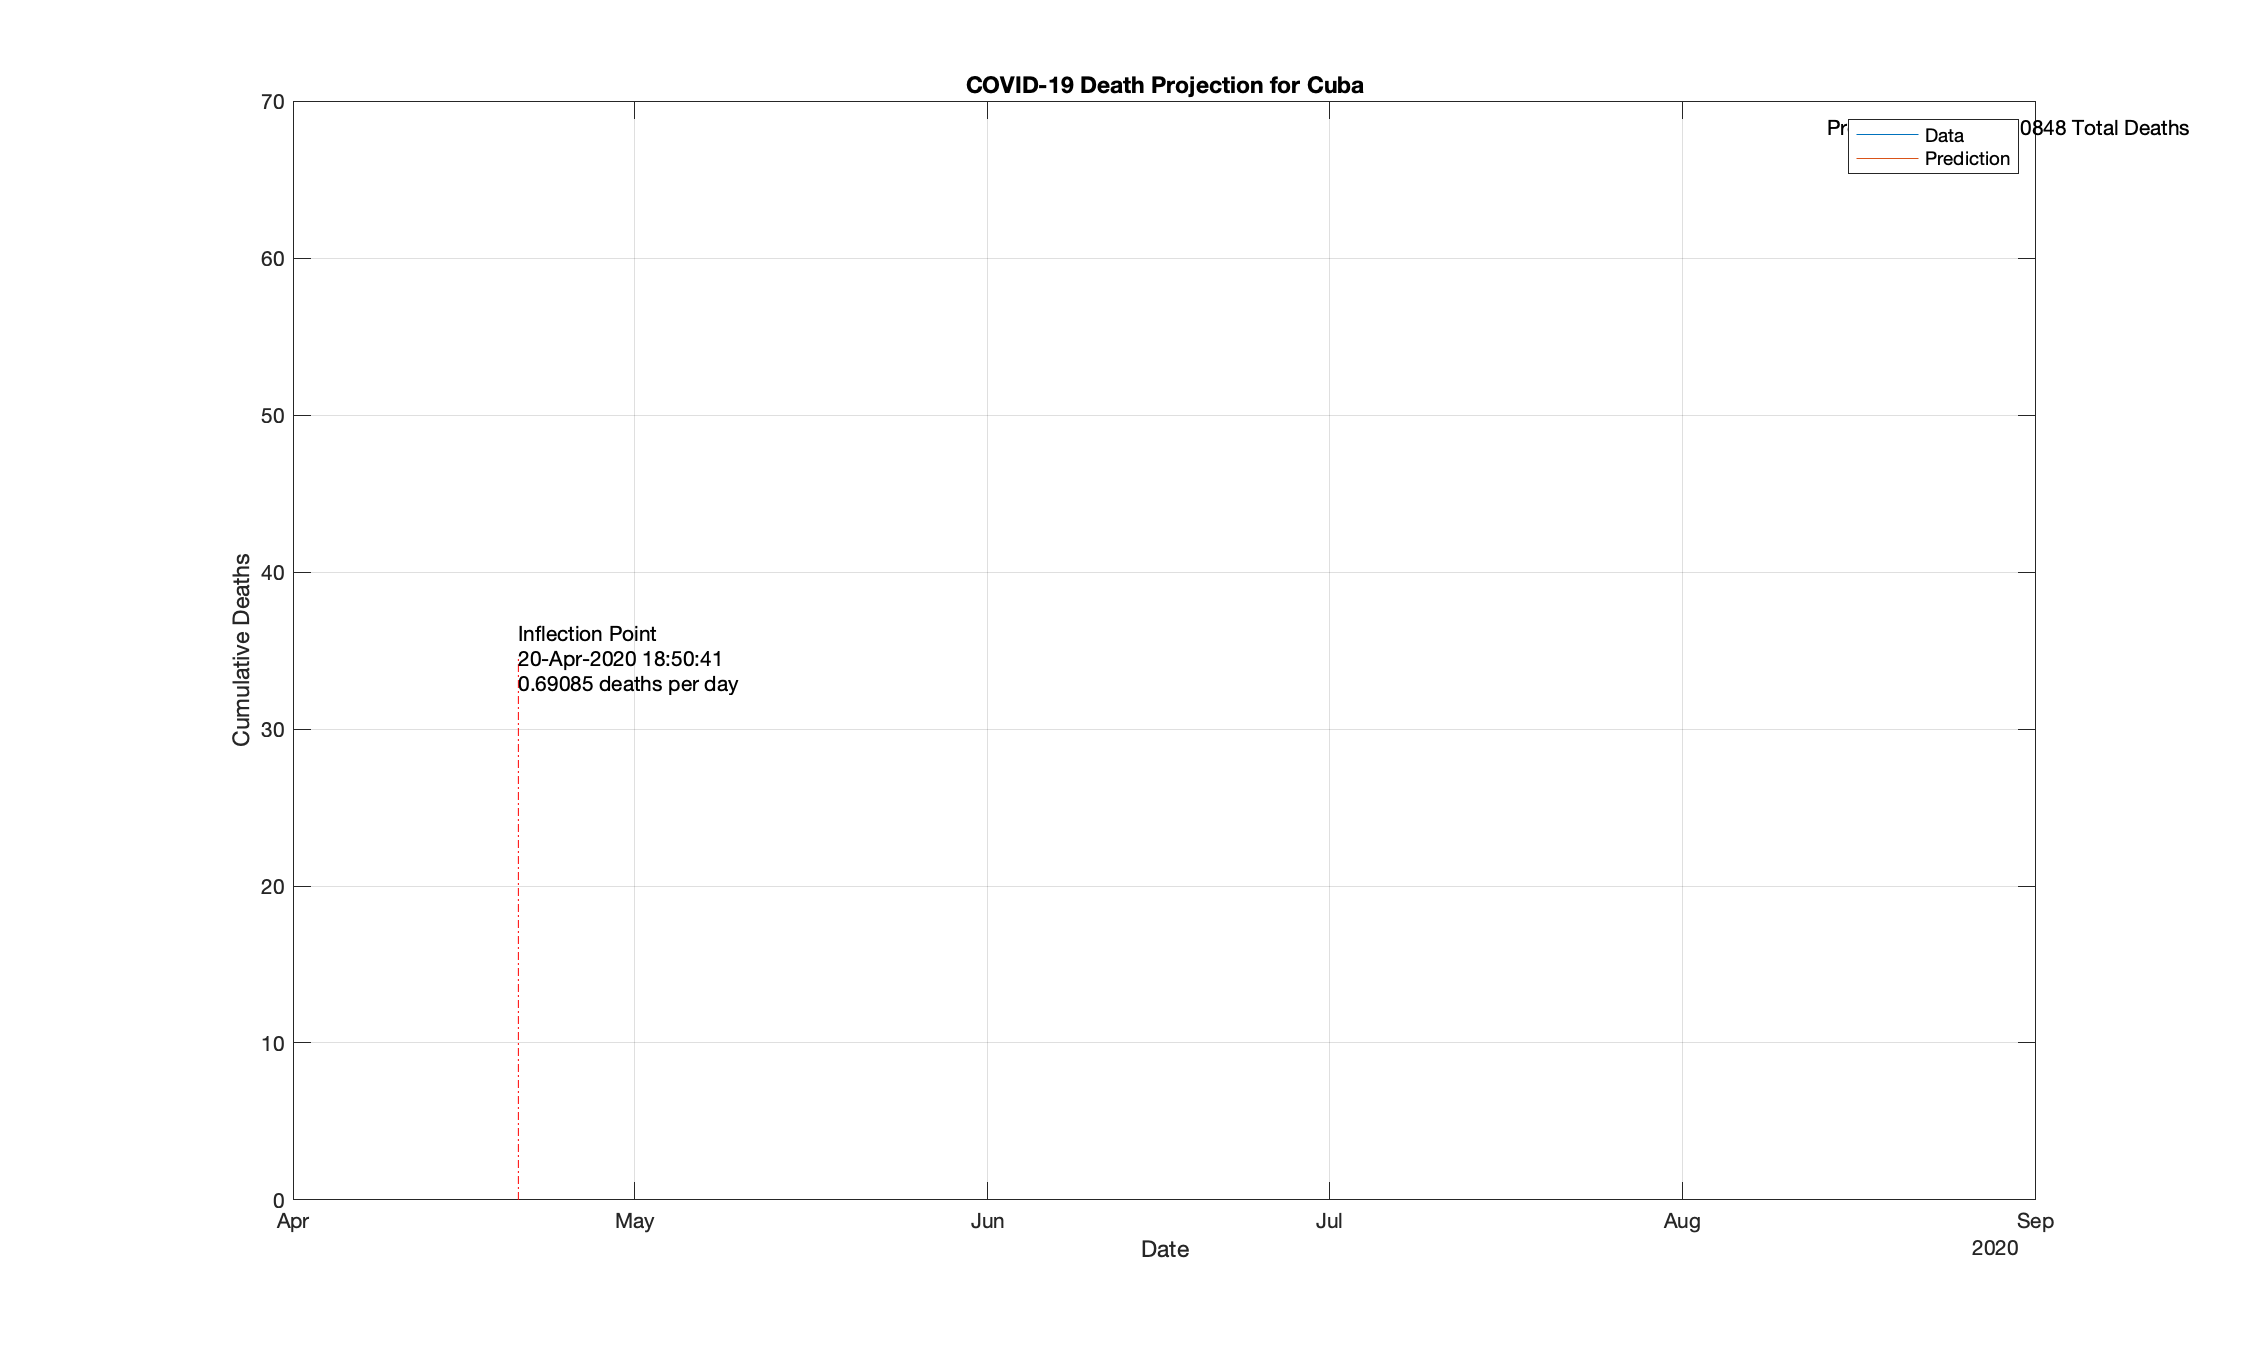 COVID-19 Death Projection for Cuba
70
60
50
40
30
20
10
0
Cumulative Deaths
0848 Total Deaths
Data
Prediction
Inflection Point
20-Apr-2020 18:50:41
0.69085 deaths per day
Apr May Jun Jul Aug Sep
Date
2020